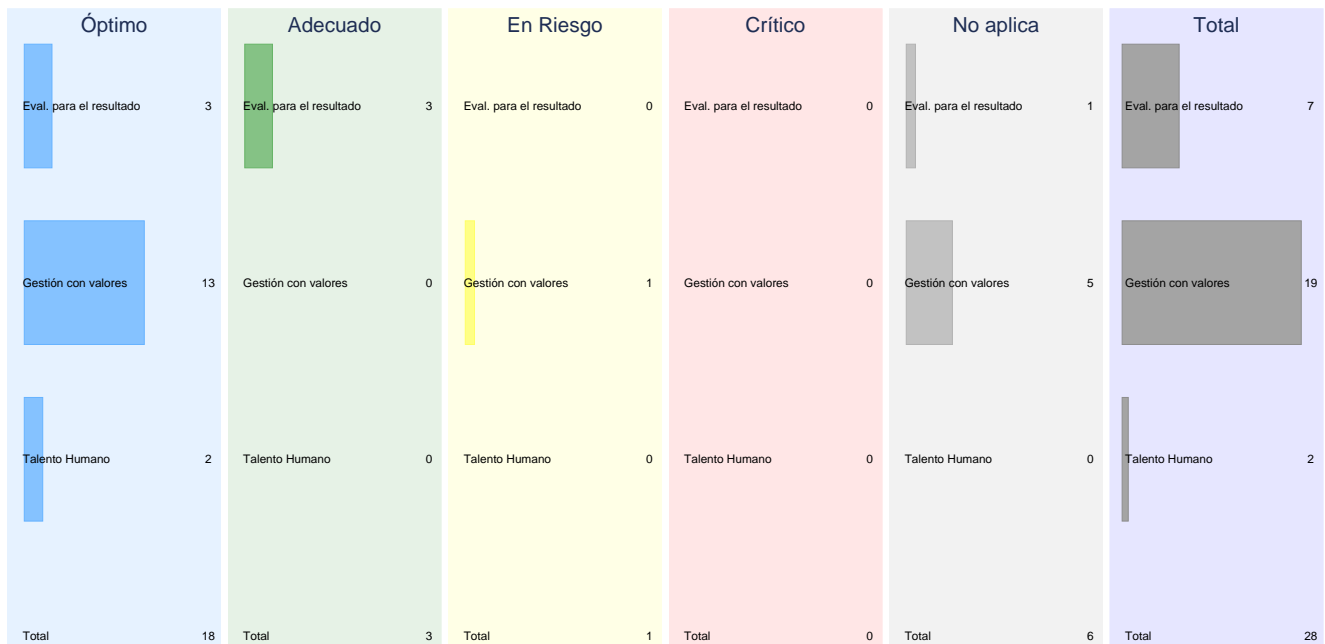 Óptimo Adecuado En Riesgo Crítico No aplica Total
Eval. para el resultado 3 Eval. para el resultado 3 Eval. para el resultado 0 Eval. para el resultado 0 Eval. para el resultado 1 Eval. para el resultado 7
Gestión con valores 13 Gestión con valores 0 Gestión con valores 1 Gestión con valores 0 Gestión con valores 5 Gestión con valores 19
Talento Humano 2 Talento Humano 0 Talento Humano 0 Talento Humano 0 Talento Humano 0 Talento Humano 2
Total 18 Total 3 Total 1 Total 0 Total 6 Total 28